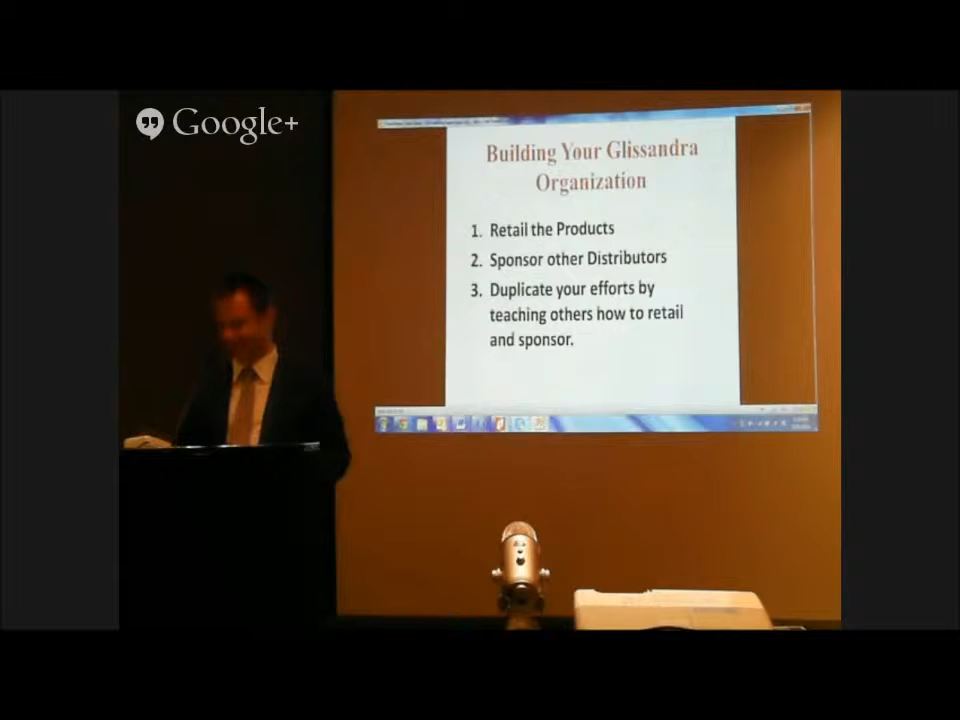 Google+
Building Your Glissandra
Organization
1. Retail the Products
2. Sponsor other Distributors
3. Duplicate your efforts by
teaching others how to retail
and sponsor.